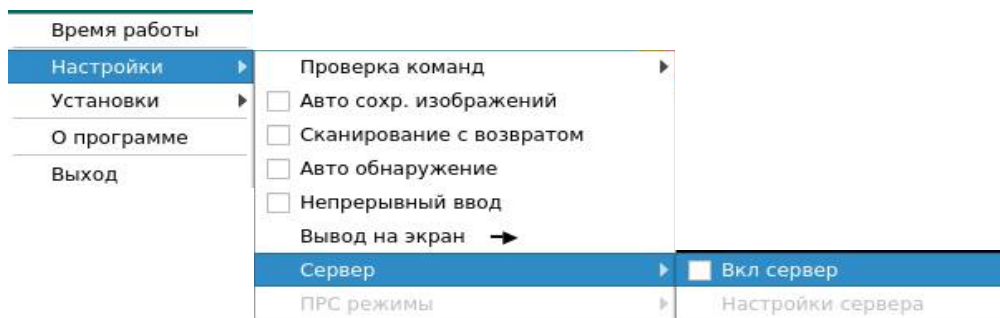 Время работы
Настройки
Установки
О программе
Выход
Проверка команд
Авто сохр. изображений
Сканирование с возвратом
Авто обнаружение
Непрерывный ввод
Вывод на экран
Сервер
ПРС режимы
Вкл сервер
Настройки сервера